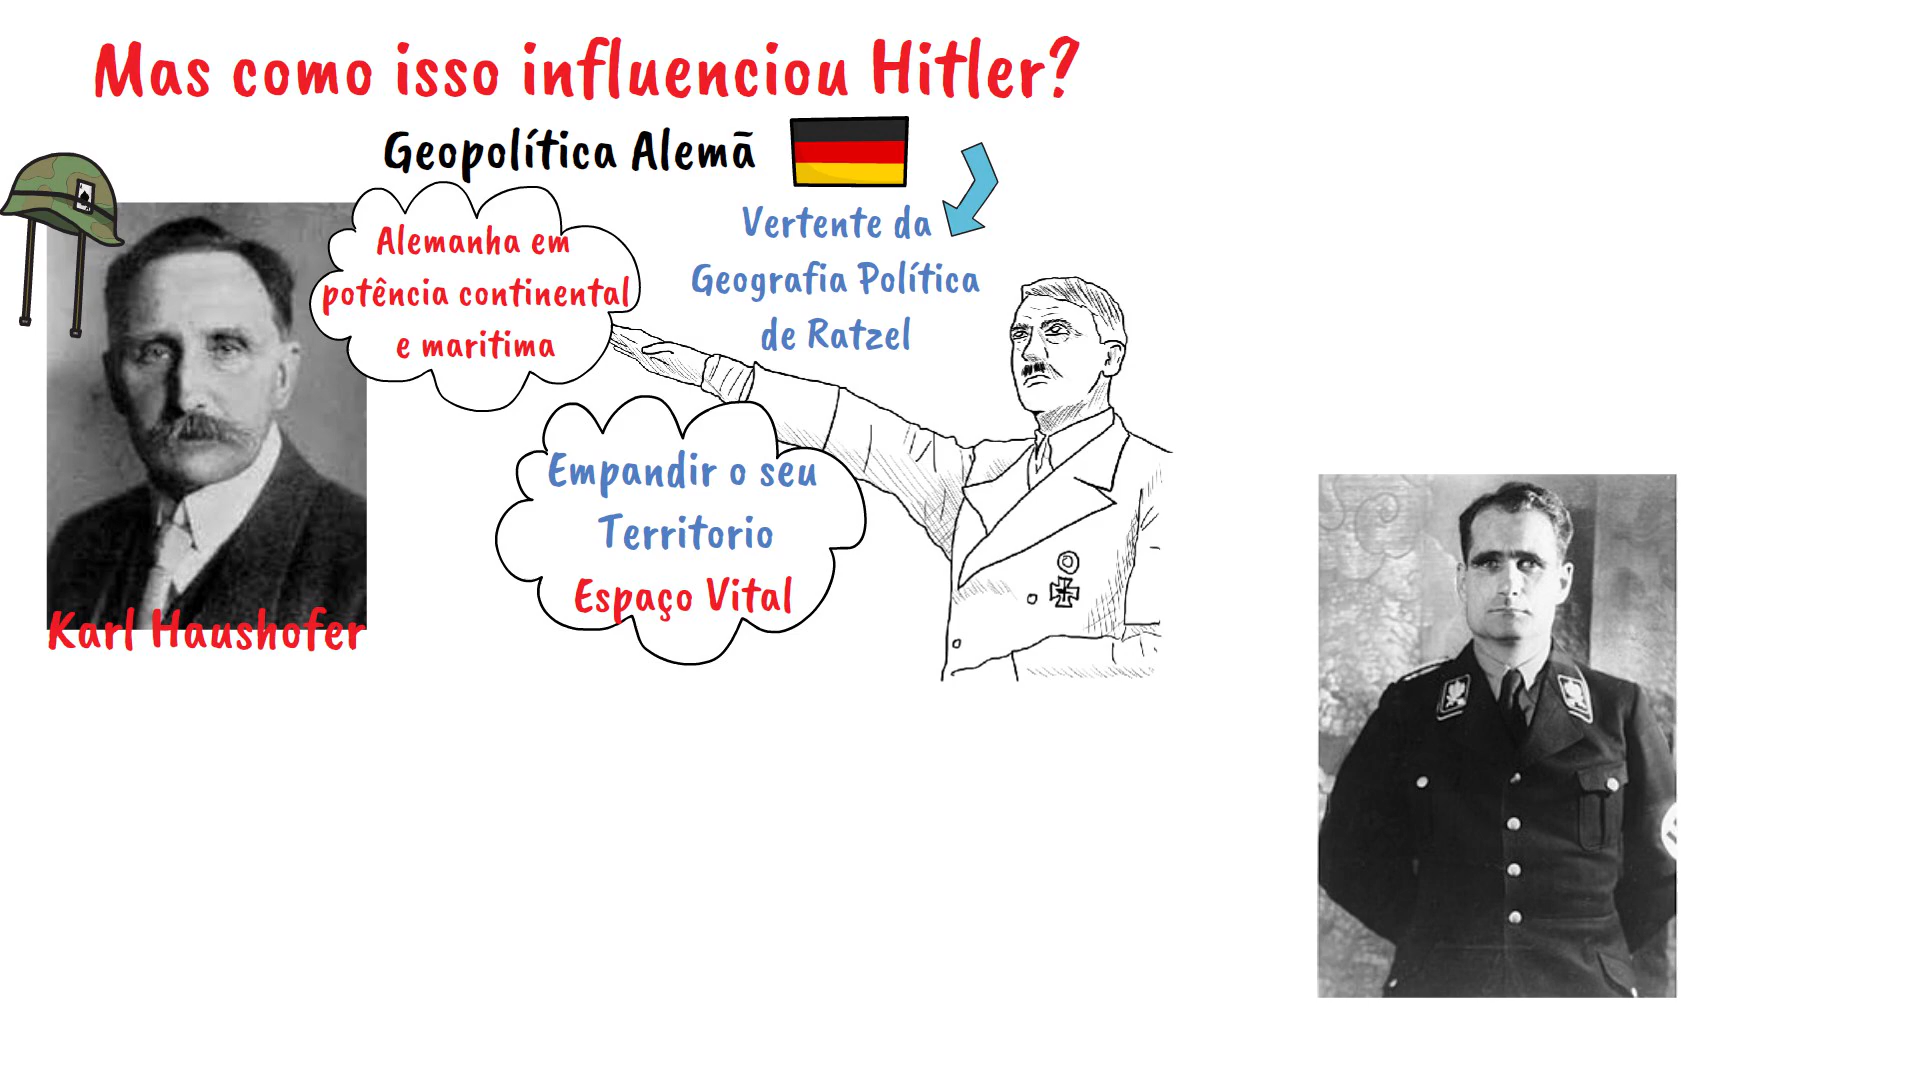 Mas como isso influenciou Hitler?
Geopolítica Alemã
Vertente da
Geografia Política
de Ratzel
Alemanha em
potência continental
e maritima
Empandir o seu
Territorio
Espaço Vital
Karl Haushofer